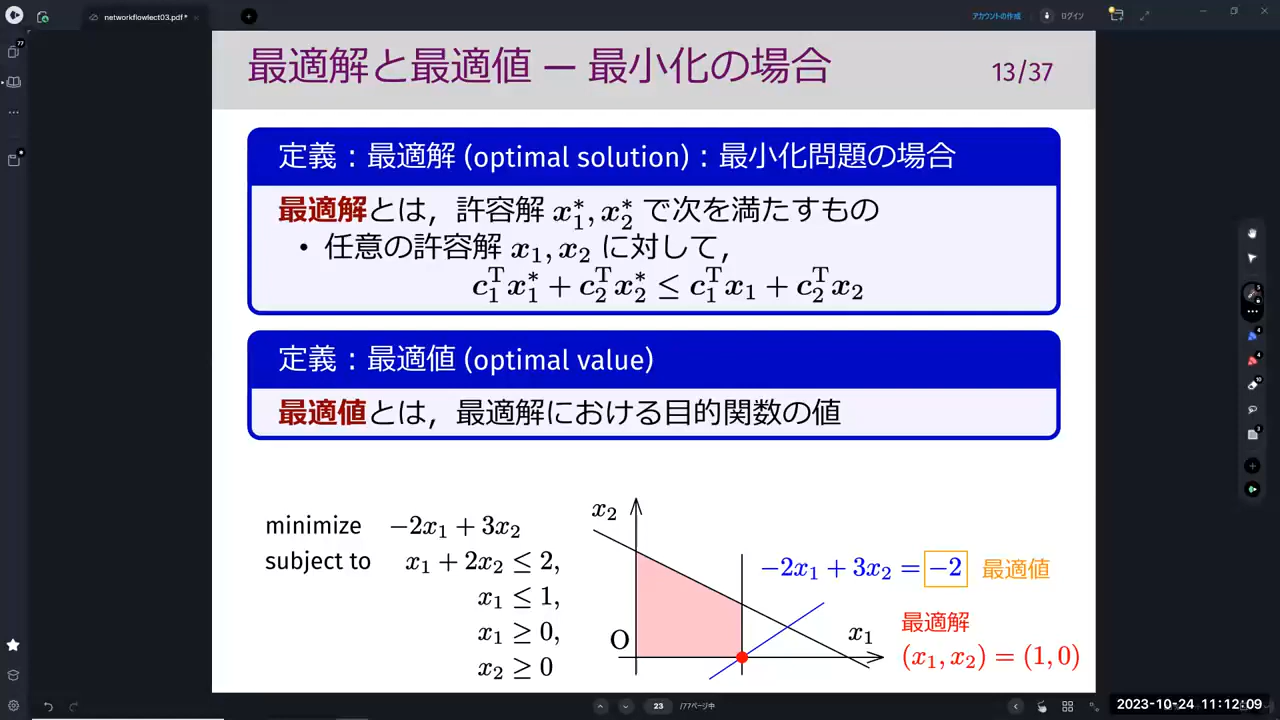 networkflowlect03.pdf*
アカウントの作成
ログイン
最適解と最適値 — 最小化の場合
13/37
定義:最適解 (optimal solution):最小化問題の場合
最適解とは,許容解 x₁*, x₂* で次を満たすもの
• 任意の許容解 x₁, x₂ に対して,
c₁ᵀx₁* + c₂ᵀx₂* ≤ c₁ᵀx₁ + c₂ᵀx₂
定義:最適値 (optimal value)
最適値とは,最適解における目的関数の値
minimize −2x₁ + 3x₂
subject to x₁ + 2x₂ ≤ 2,
x₁ ≤ 1,
x₁ ≥ 0,
x₂ ≥ 0
x₂
O
x₁
−2x₁ + 3x₂ = −2 最適値
最適解
(x₁, x₂) = (1, 0)
23 /77ページ中
2023-10-24 11:12:09